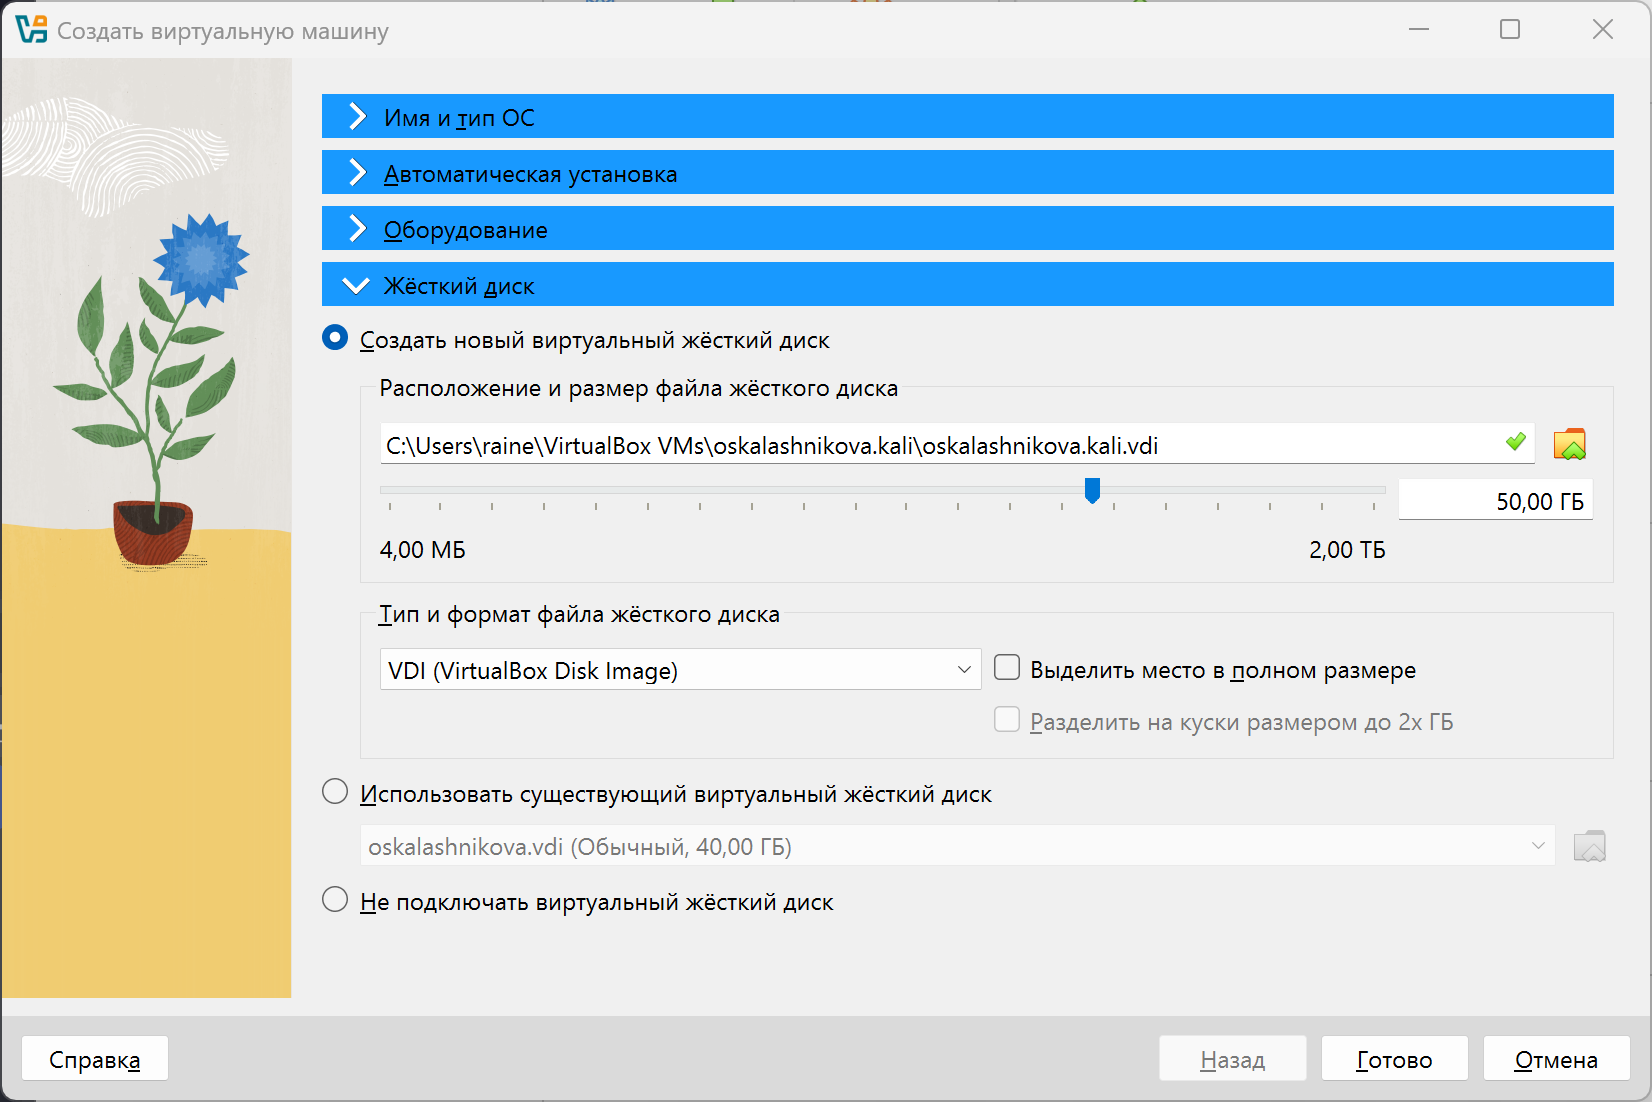 Создать виртуальную машину
Имя и тип ОС
Автоматическая установка
Оборудование
Жёсткий диск
Создать новый виртуальный жёсткий диск
Расположение и размер файла жёсткого диска
C:\Users\raine\VirtualBox VMs\oskalashnikova.kali\oskalashnikova.kali.vdi
50,00 ГБ
4,00 МБ 2,00 ТБ
Тип и формат файла жёсткого диска
VDI (VirtualBox Disk Image) Выделить место в полном размере
Разделить на куски размером до 2x ГБ
Использовать существующий виртуальный жёсткий диск
oskalashnikova.vdi (Обычный, 40,00 ГБ)
Не подключать виртуальный жёсткий диск
Справка Назад Готово Отмена